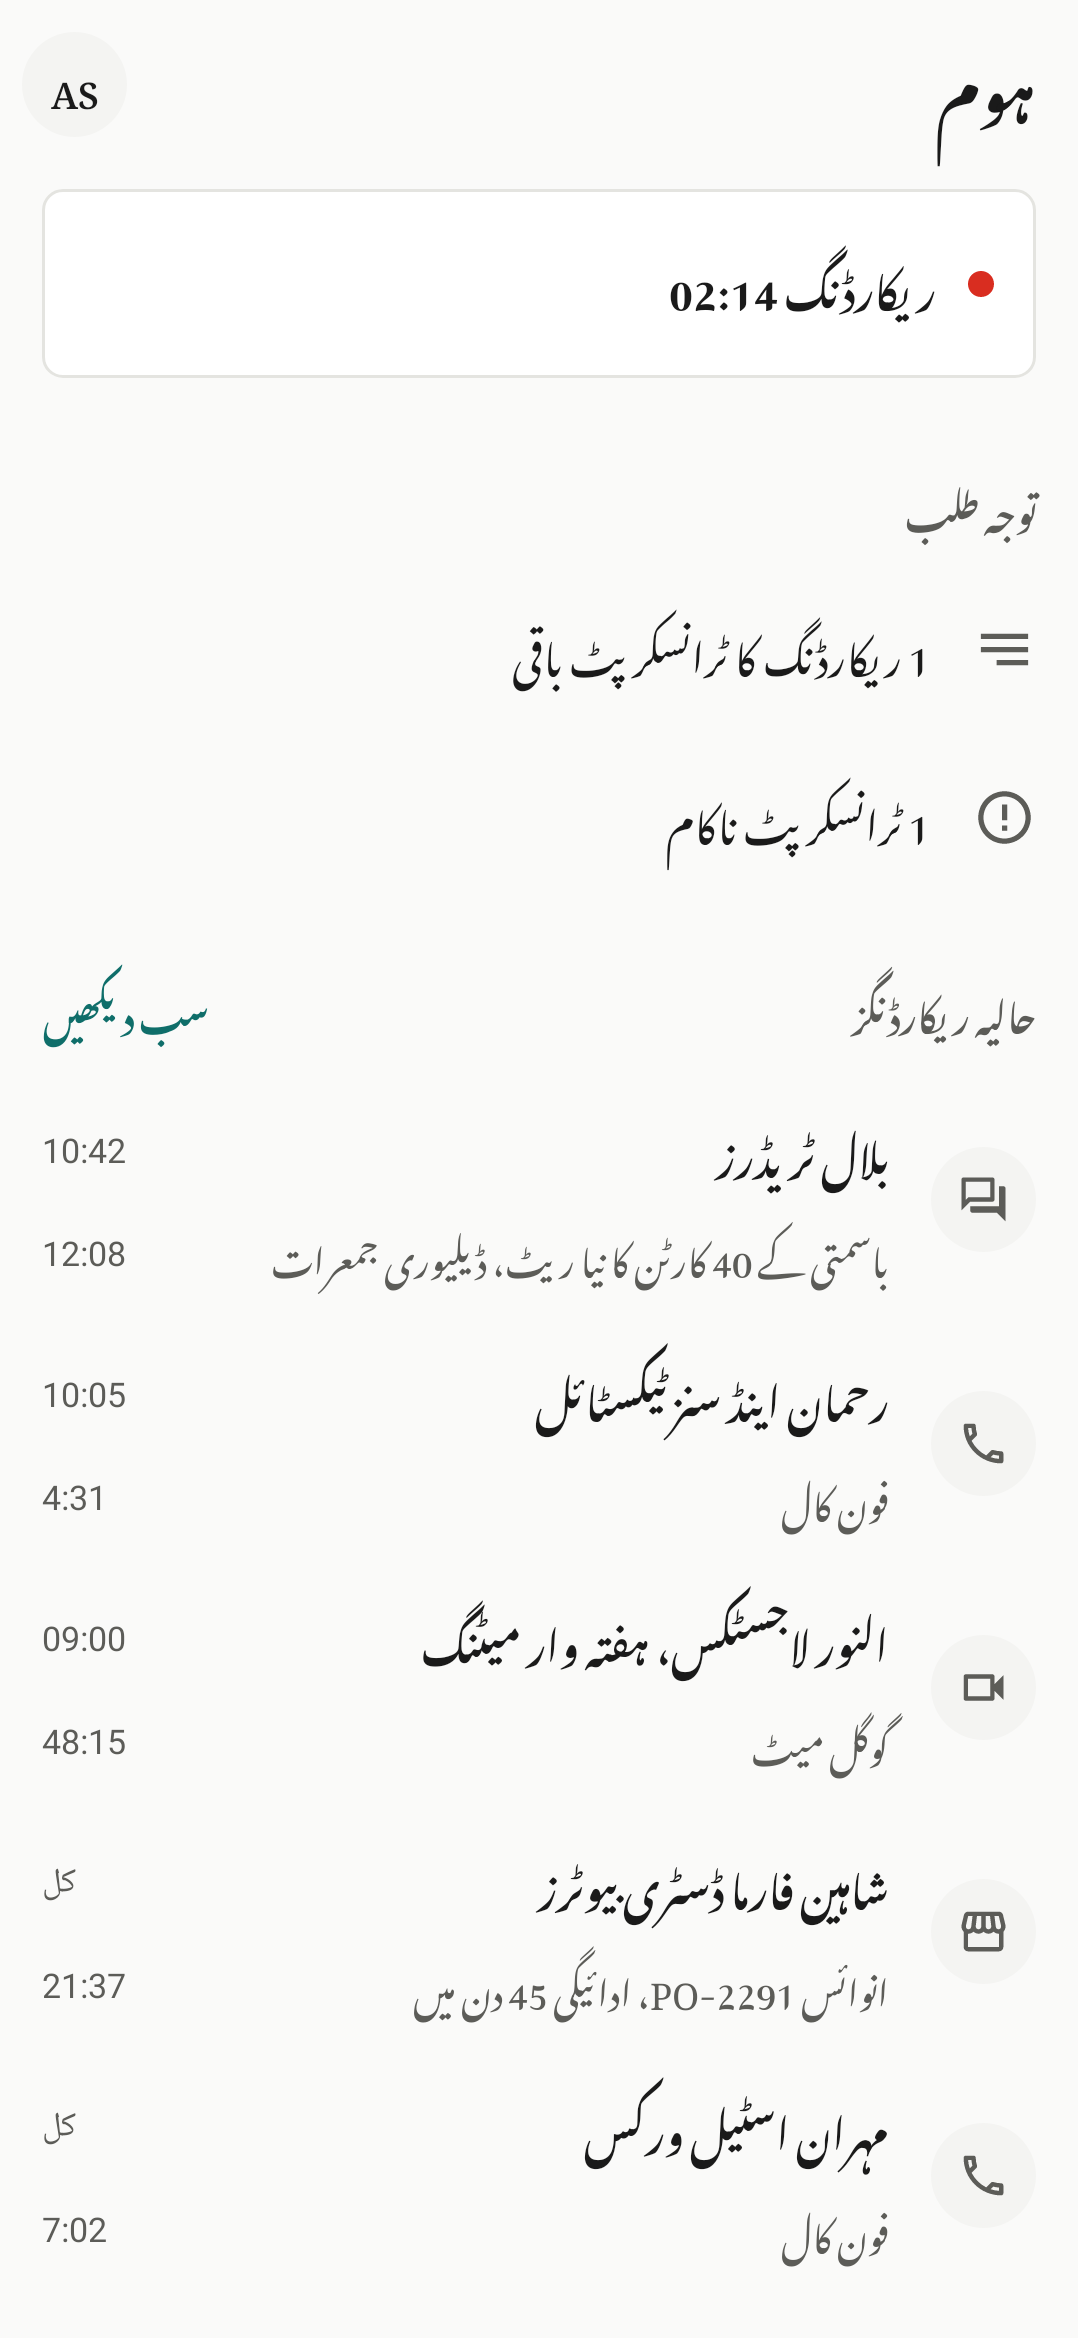 ہوم
AS
ریکارڈنگ 02:14
توجہ طلب
1 ریکارڈنگ کا ٹرانسکرپٹ باقی
1 ٹرانسکرپٹ ناکام
حالیہ ریکارڈنگز
سب دیکھیں
بلال ٹریڈرز
10:42
باسمتی کے 40 کارٹن کا نیا ریٹ، ڈیلیوری جمعرات
12:08
رحمان اینڈ سنز ٹیکسٹائل
10:05
فون کال
4:31
النور لاجسٹکس، ہفتہ وار میٹنگ
09:00
گوگل میٹ
48:15
شاہین فارما ڈسٹری بیوٹرز
کل
انوائس PO-2291، ادائیگی 45 دن میں
21:37
مہران اسٹیل ورکس
کل
فون کال
7:02